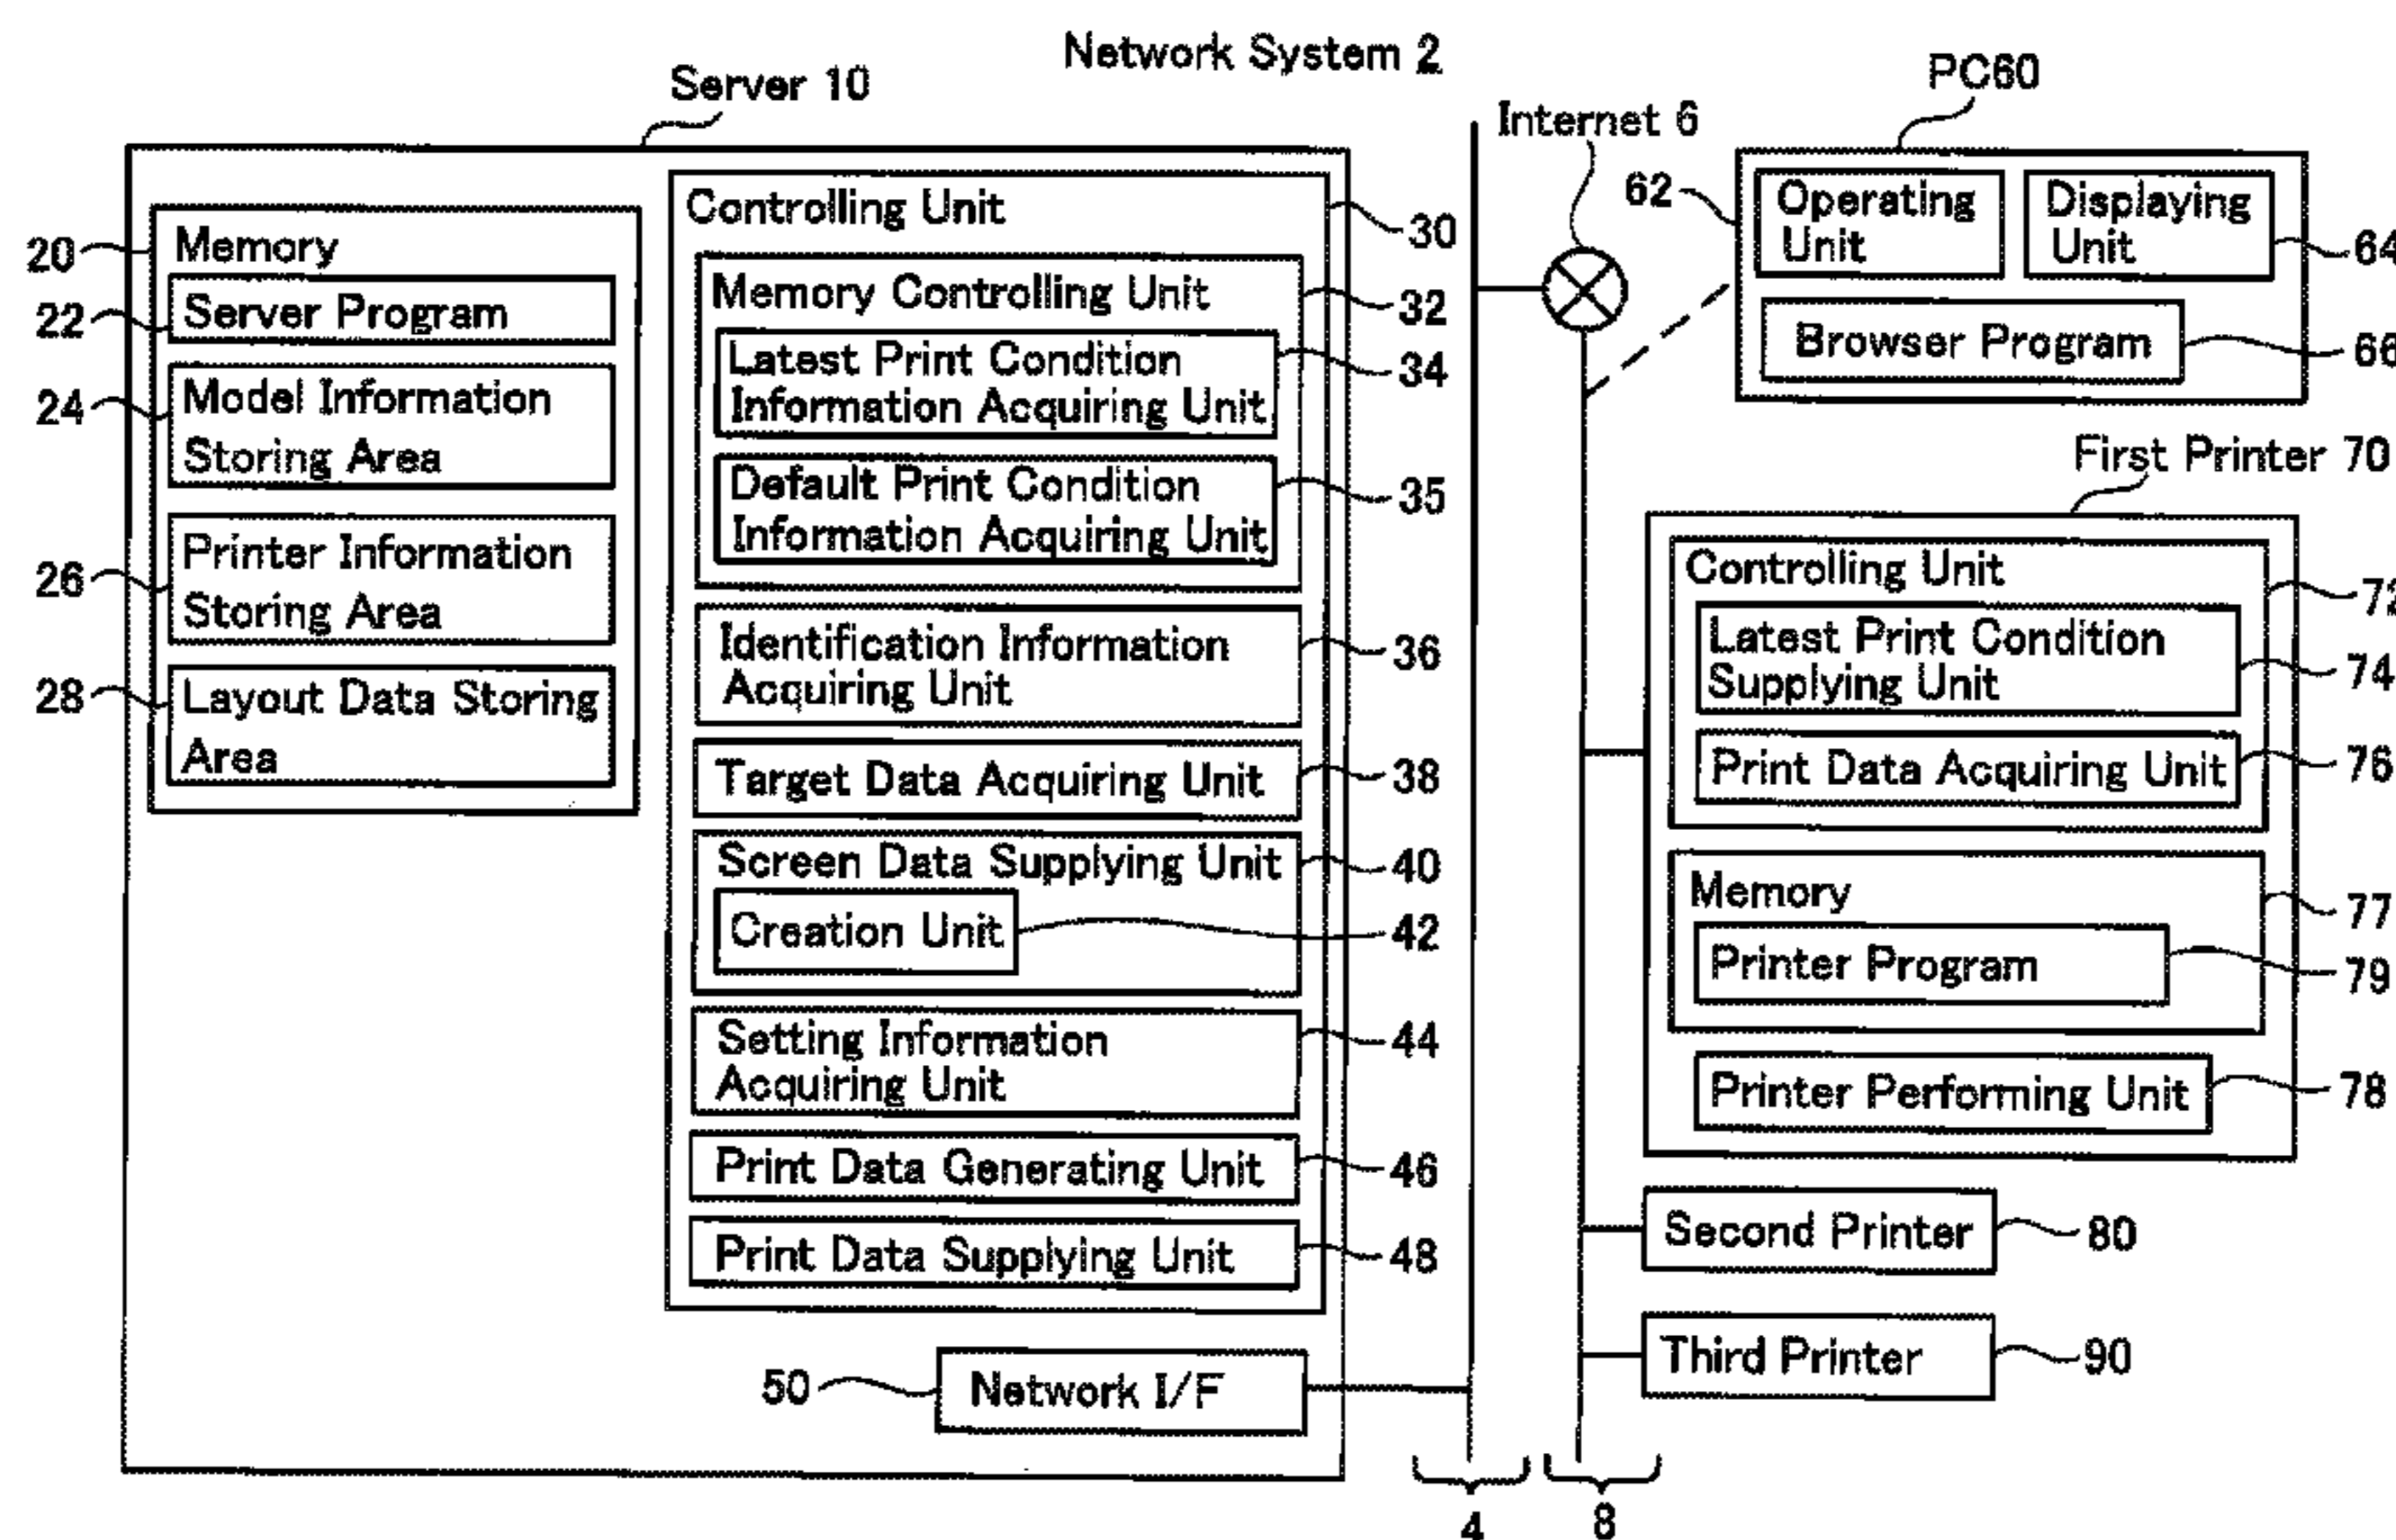 Network System 2
Server 10
20
Memory
22
Server Program
24
Model Information
Storing Area
26
Printer Information
Storing Area
28
Layout Data Storing
Area
Controlling Unit
30
Memory Controlling Unit
32
Latest Print Condition
Information Acquiring Unit
34
Default Print Condition
Information Acquiring Unit
35
Identification Information
Acquiring Unit
36
Target Data Acquiring Unit
38
Screen Data Supplying Unit
40
Creation Unit
42
Setting Information
Acquiring Unit
44
Print Data Generating Unit
46
Print Data Supplying Unit
48
50
Network I/F
4
8
Internet 6
PC60
62
Operating
Unit
Displaying
Unit
64
Browser Program
66
First Printer 70
Controlling Unit
72
Latest Print Condition
Supplying Unit
74
Print Data Acquiring Unit
76
Memory
77
Printer Program
79
Printer Performing Unit
78
Second Printer
80
Third Printer
90